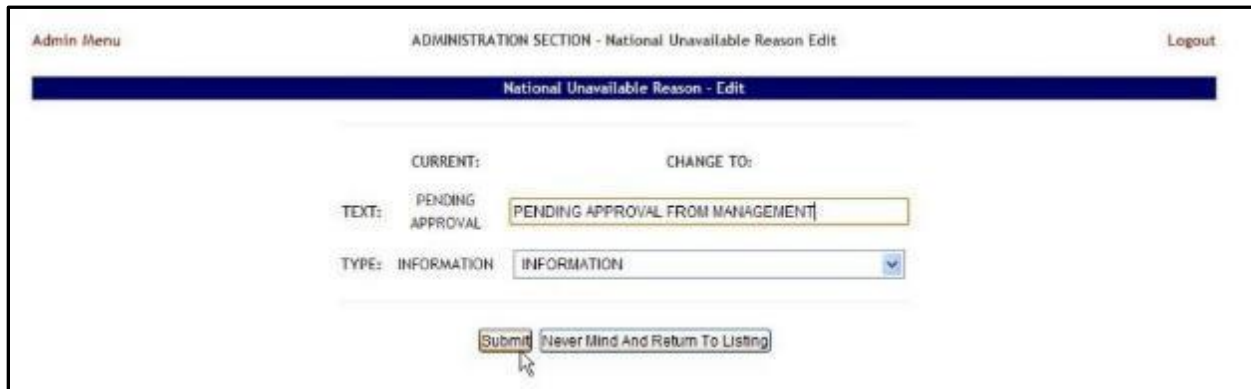 Admin Menu ADMINISTRATION SECTION - National Unavailable Reason Edit Logout
National Unavailable Reason - Edit
CURRENT: CHANGE TO:
TEXT: PENDING APPROVAL PENDING APPROVAL FROM MANAGEMENT
TYPE: INFORMATION INFORMATION
Submit Never Mind And Return To Listing